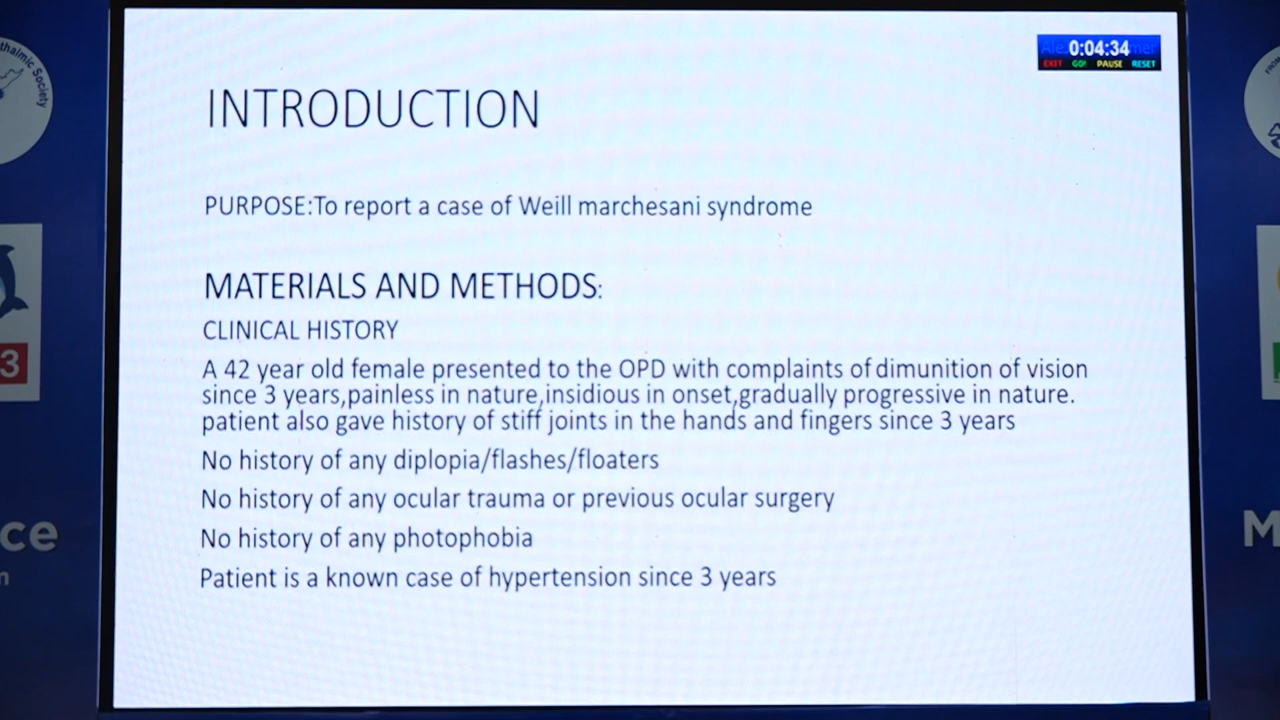 thalmic Society
0:04:34
EXIT GO! PAUSE RESET
INTRODUCTION
PURPOSE:To report a case of Weill marchesani syndrome
MATERIALS AND METHODS:
CLINICAL HISTORY
A 42 year old female presented to the OPD with complaints of dimunition of vision
since 3 years,painless in nature,insidious in onset,gradually progressive in nature.
patient also gave history of stiff joints in the hands and fingers since 3 years
No history of any diplopia/flashes/floaters
No history of any ocular trauma or previous ocular surgery
No history of any photophobia
Patient is a known case of hypertension since 3 years
3
ce
n
M